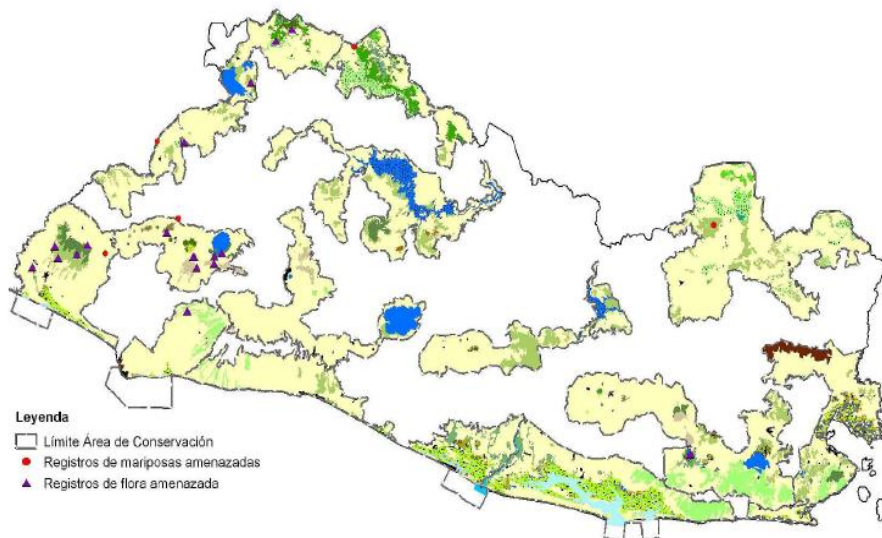 Leyenda
Límite Área de Conservación
Registros de mariposas amenazadas
Registros de flora amenazada